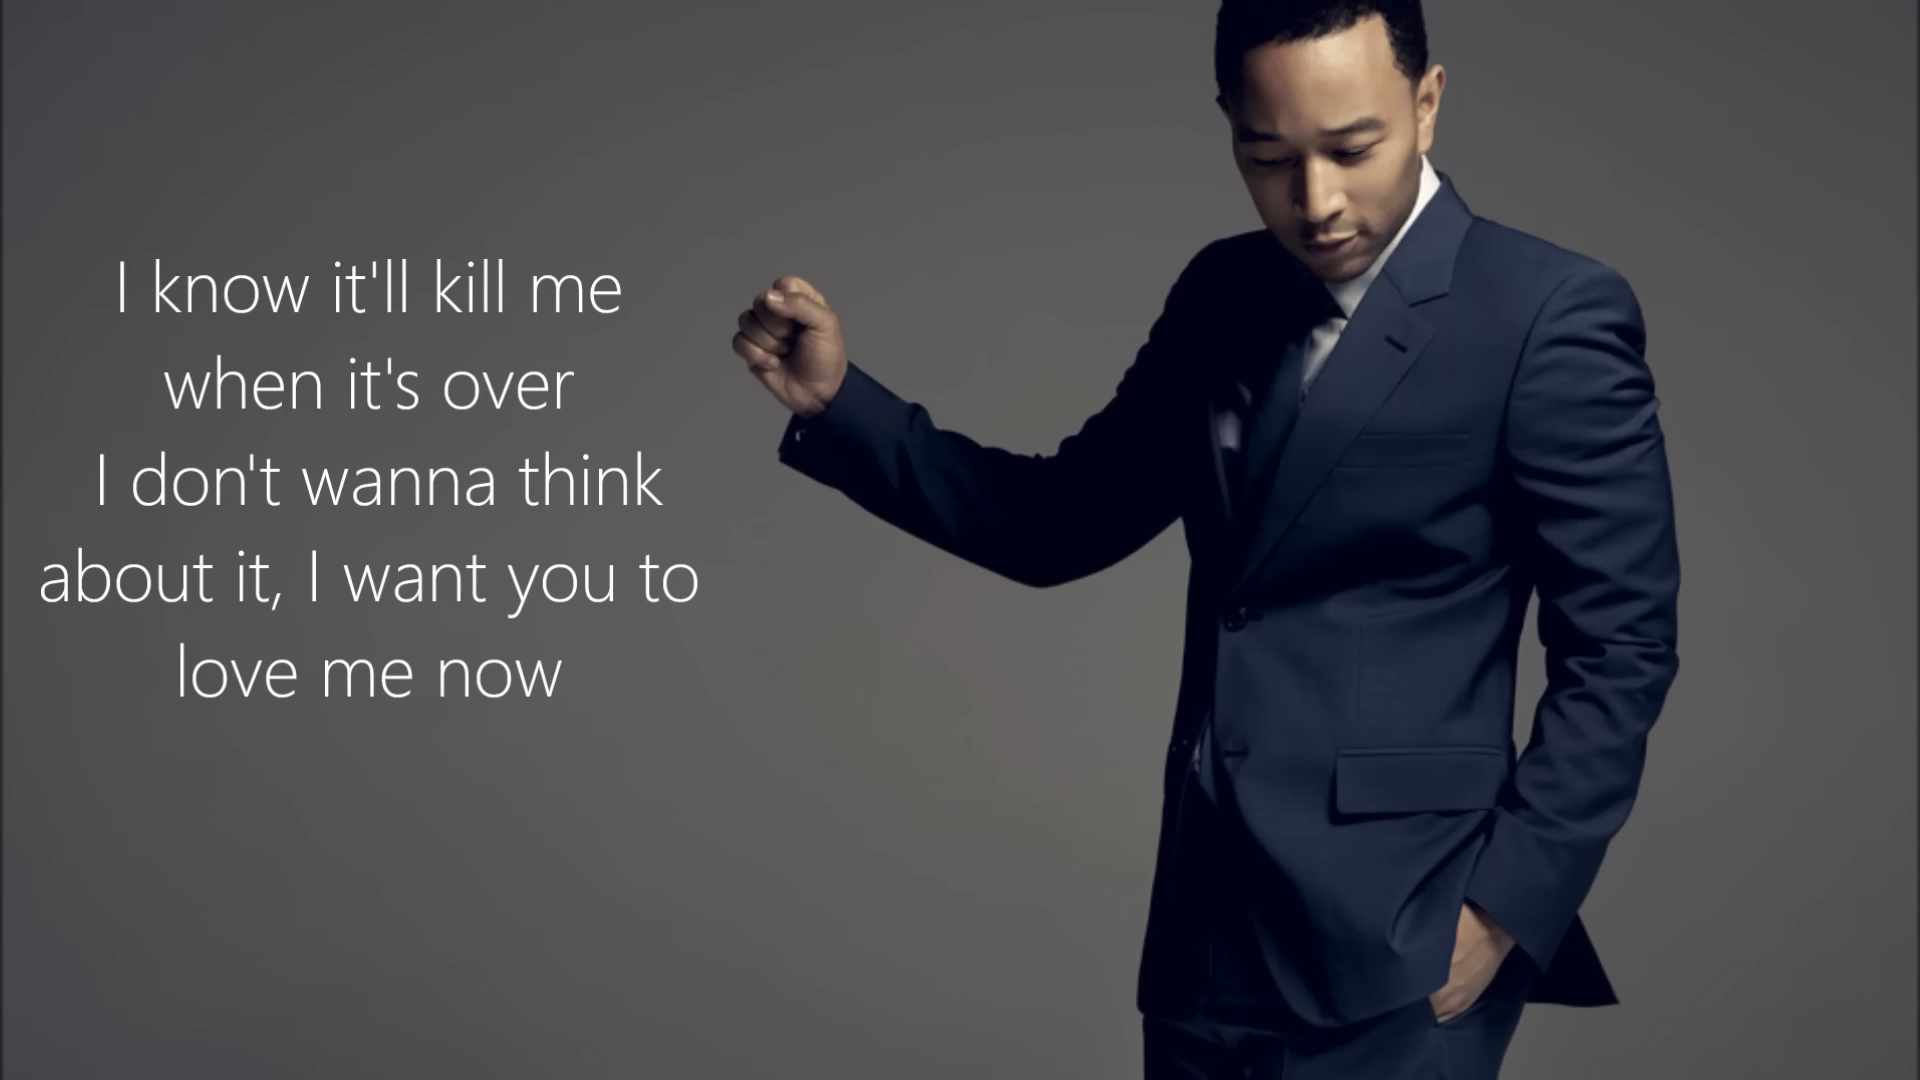 I know it'll kill me
when it's over
I don't wanna think
about it, I want you to
love me now